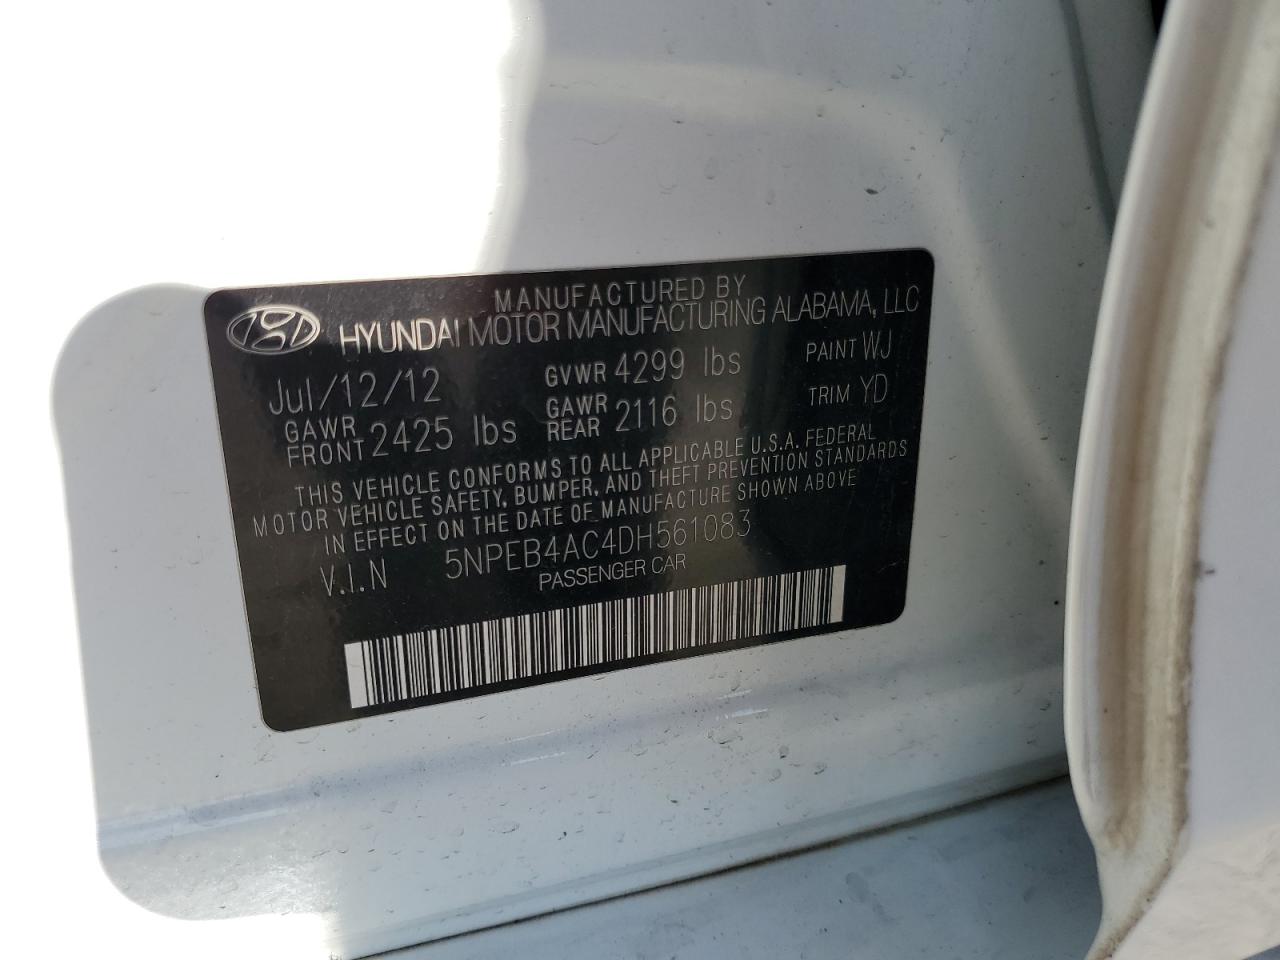 MANUFACTURED BY
HYUNDAI MOTOR MANUFACTURING ALABAMA, LLC
Jul/12/12 GVWR 4299 lbs PAINT WJ
GAWR FRONT 2425 lbs GAWR REAR 2116 lbs TRIM YD
THIS VEHICLE CONFORMS TO ALL APPLICABLE U.S.A. FEDERAL
MOTOR VEHICLE SAFETY, BUMPER, AND THEFT PREVENTION STANDARDS
IN EFFECT ON THE DATE OF MANUFACTURE SHOWN ABOVE
V.I.N 5NPEB4AC4DH561083
PASSENGER CAR